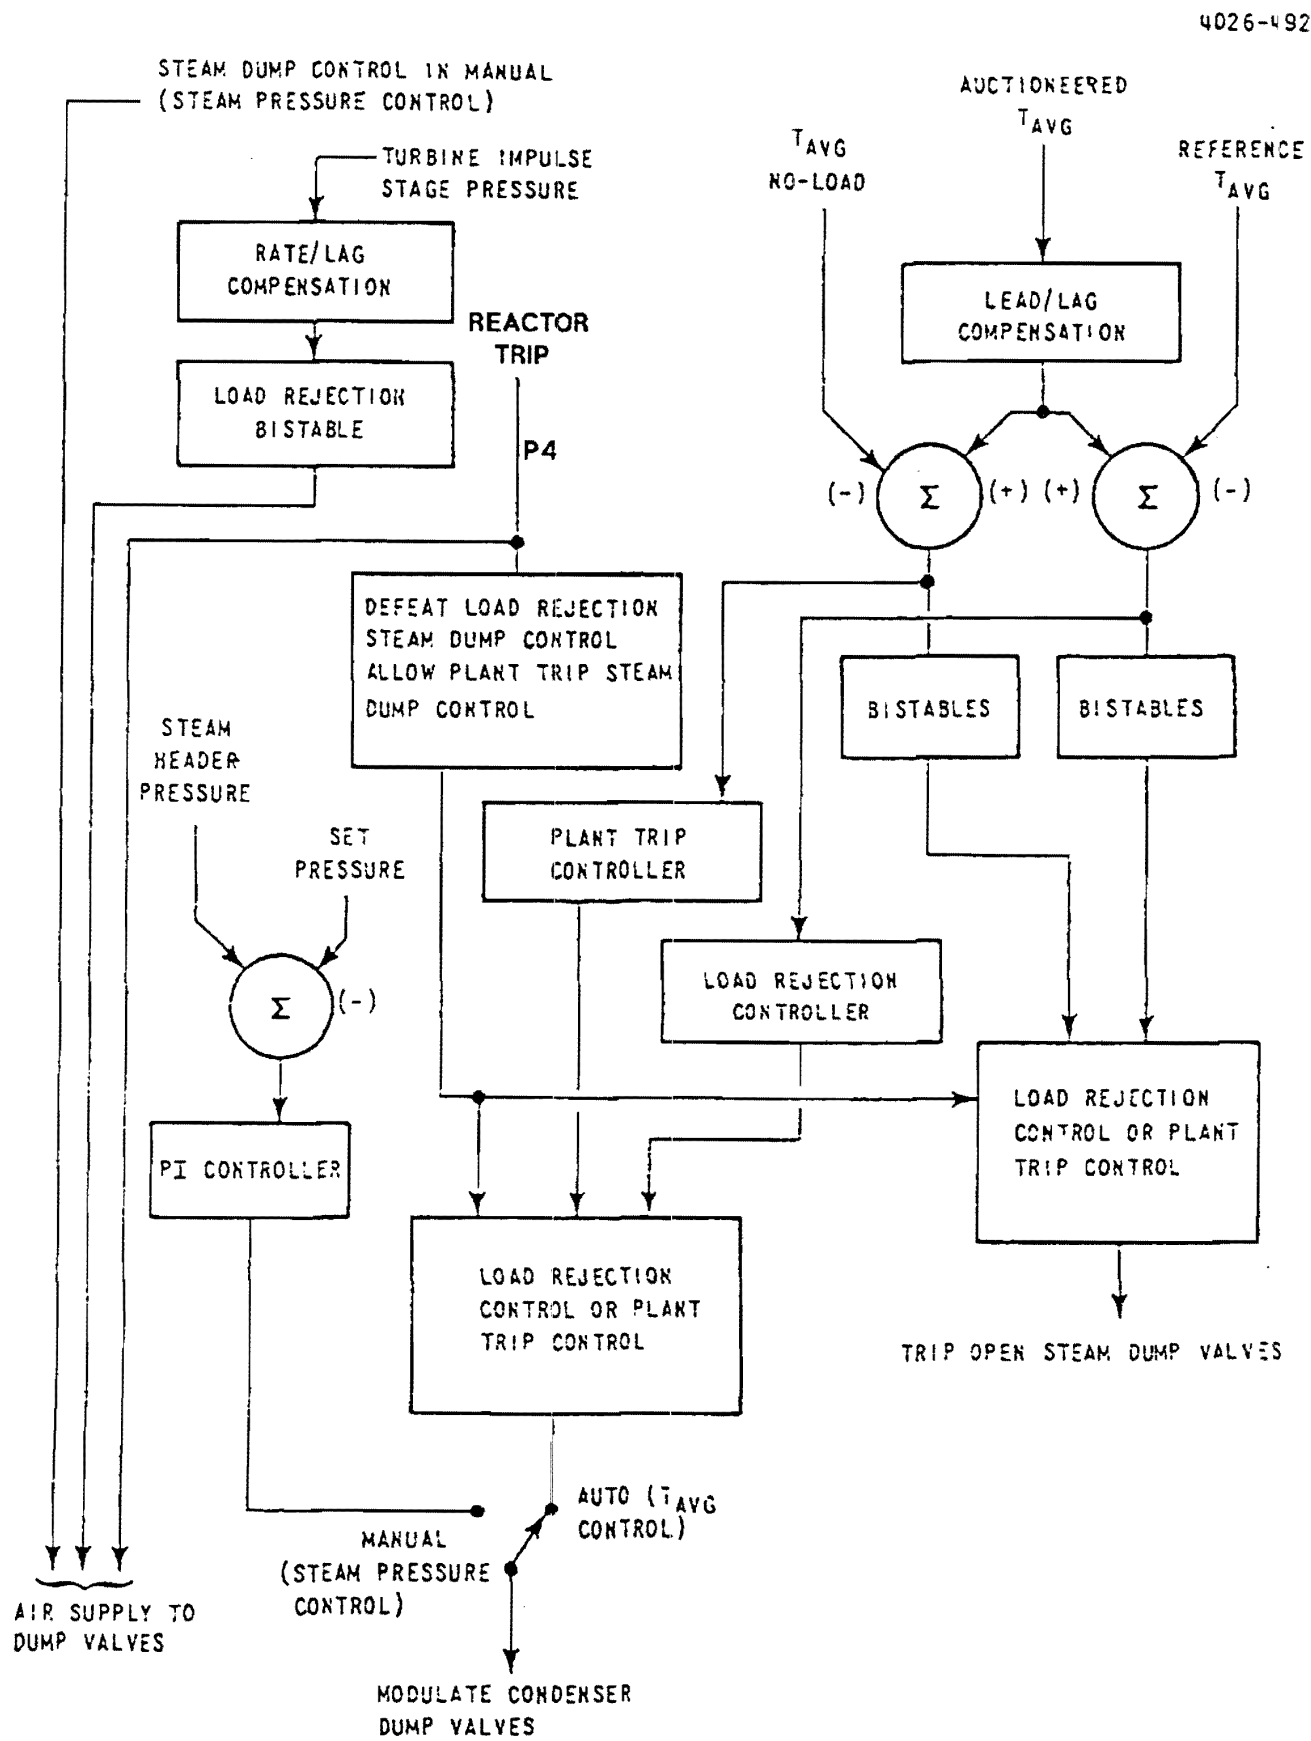 4026-492
STEAM DUMP CONTROL IN MANUAL
(STEAM PRESSURE CONTROL)
TURBINE IMPULSE
STAGE PRESSURE
RATE/LAG
COMPENSATION
LOAD REJECTION
BISTABLE
REACTOR
TRIP
P4
AUCTIONEERED
TAVG
TAVG
NO-LOAD
REFERENCE
TAVG
LEAD/LAG
COMPENSATION
(-)
Σ
(+)
(+)
Σ
(-)
DEFEAT LOAD REJECTION
STEAM DUMP CONTROL
ALLOW PLANT TRIP STEAM
DUMP CONTROL
BISTABLES
BISTABLES
STEAM
HEADER
PRESSURE
SET
PRESSURE
PLANT TRIP
CONTROLLER
LOAD REJECTION
CONTROLLER
Σ
(-)
PI CONTROLLER
LOAD REJECTION
CONTROL OR PLANT
TRIP CONTROL
LOAD REJECTION
CONTROL OR PLANT
TRIP CONTROL
TRIP OPEN STEAM DUMP VALVES
AUTO (TAVG
CONTROL)
MANUAL
(STEAM PRESSURE
CONTROL)
AIR SUPPLY TO
DUMP VALVES
MODULATE CONDENSER
DUMP VALVES